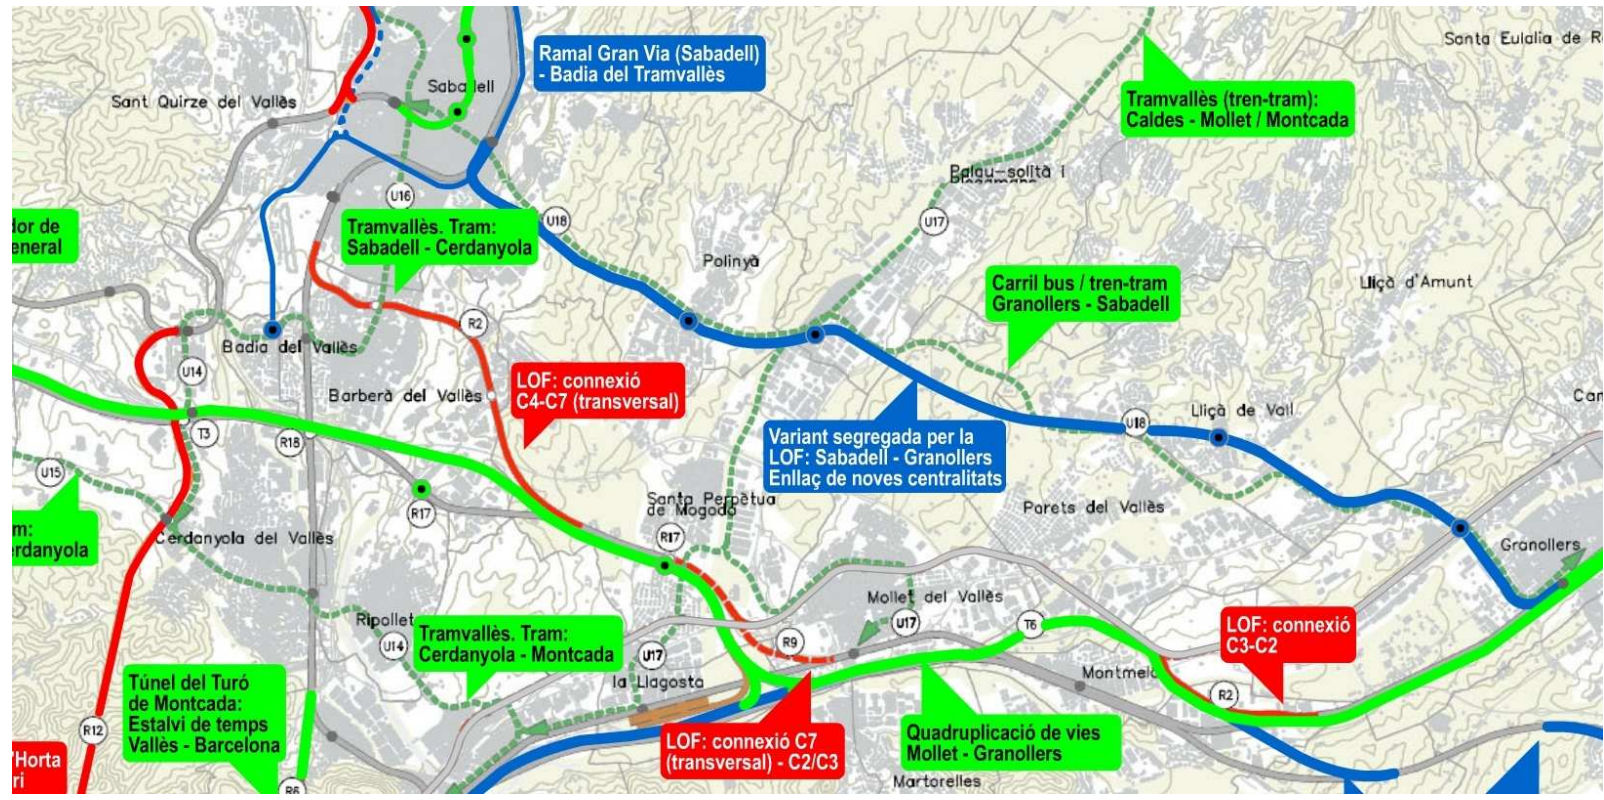 Ramal Gran Via (Sabadell)
- Badia del Tramvallès
Santa Eulalia de R
Sabadell
Sant Quirze del Vallès
Tramvallès (tren-tram):
Caldes - Mollet / Montcada
Palau-solità i
U16
U18
U17
dor de
eneral
Tramvallès. Tram:
Sabadell - Cerdanyola
Polinyà
Carril bus / tren-tram
Granollers - Sabadell
Lliçà d'Amunt
R2
Badia del Vallès
U14
LOF: connexió
C4-C7 (transversal)
Barberà del Vallès
Can
Lliçà de Vall
U18
T3
R16
Variant segregada per la
LOF: Sabadell - Granollers
Enllaç de noves centralitats
U15
R17
Santa Perpètua
de Mogoda
Parets del Vallès
m:
erdanyola
Cerdanyola del Vallès
R17
Granollers
Mollet del Vallès
Ripollet
Tramvallès. Tram:
Cerdanyola - Montcada
U14
U17
R9
U17
T6
LOF: connexió
C3-C2
la Llagosta
Montmeló
R2
Túnel del Turó
de Montcada:
Estalvi de temps
Vallès - Barcelona
R12
LOF: connexió C7
(transversal) - C2/C3
Quadruplicació de vies
Mollet - Granollers
'Horta
ri
R6
Martorelles